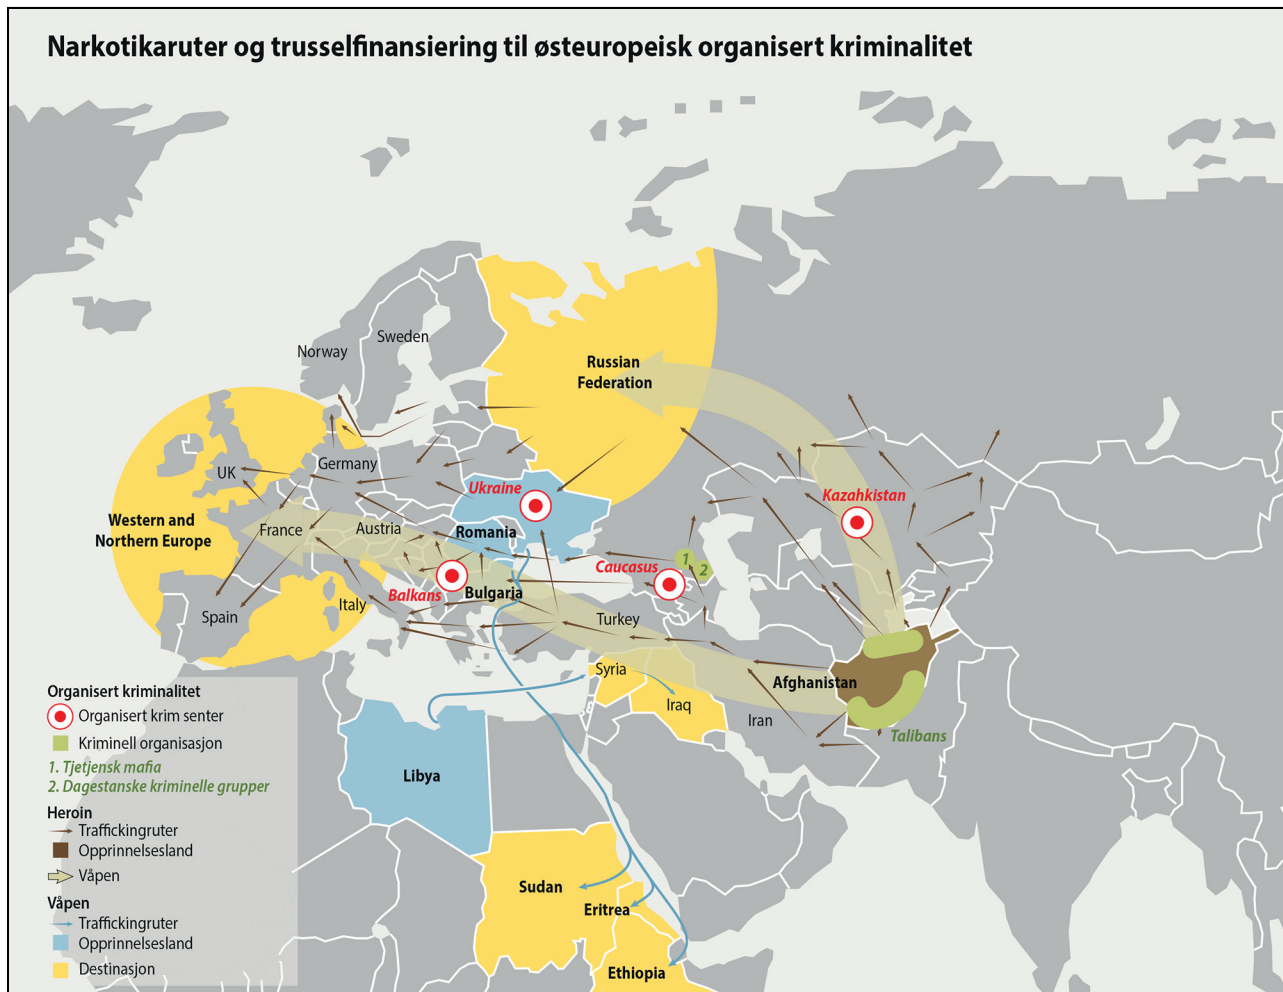 Narkotikaruter og trusselfinansiering til østeuropeisk organisert kriminalitet
Sweden
Norway
Russian
Federation
UK
Germany
Ukraine
Kazahkistan
Western and
Northern Europe
France
Austria
Romania
Caucasus
1
2
Balkans
Bulgaria
Spain
Italy
Turkey
Syria
Iraq
Iran
Afghanistan
Talibans
Libya
Sudan
Eritrea
Ethiopia
Organisert kriminalitet
Organisert krim senter
Kriminell organisasjon
1. Tjetjensk mafia
2. Dagestanske kriminelle grupper
Heroin
Traffickingruter
Opprinnelsesland
Våpen
Våpen
Traffickingruter
Opprinnelsesland
Destinasjon